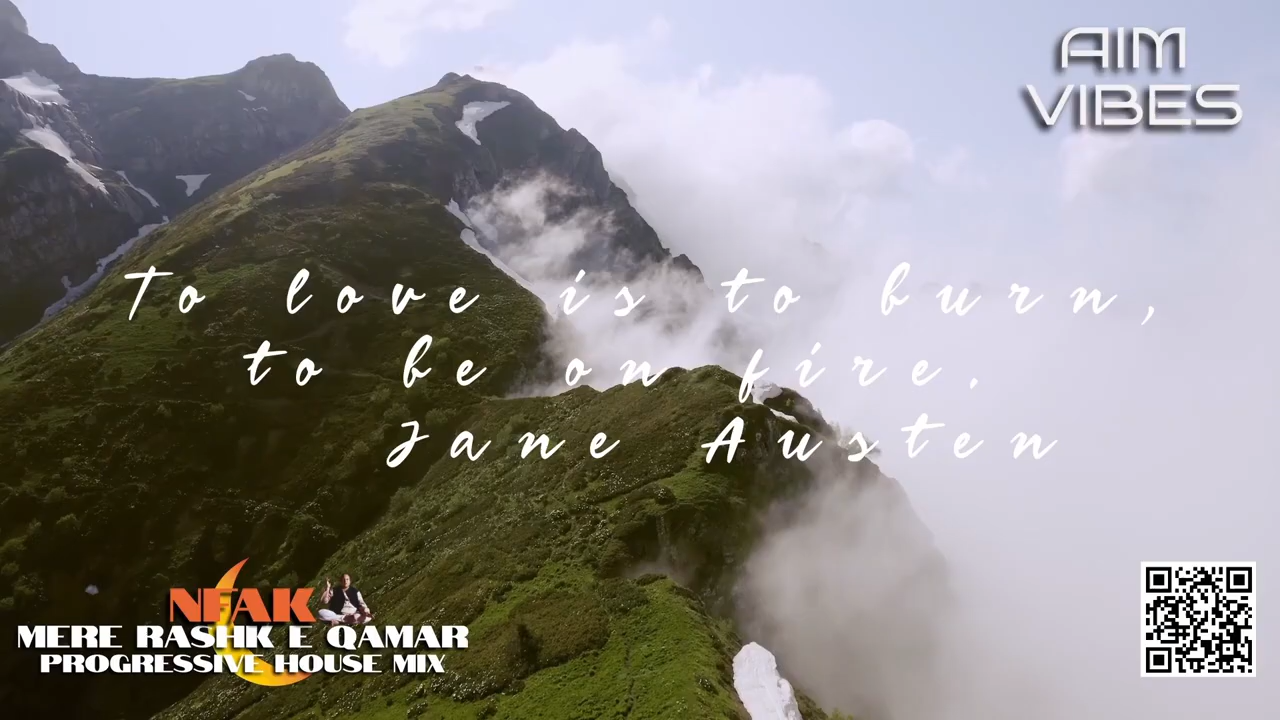 AIM
VIBES
To love is to burn,
to be on fire.
Jane Austen
NFAK
MERE RASHK E QAMAR
PROGRESSIVE HOUSE MIX